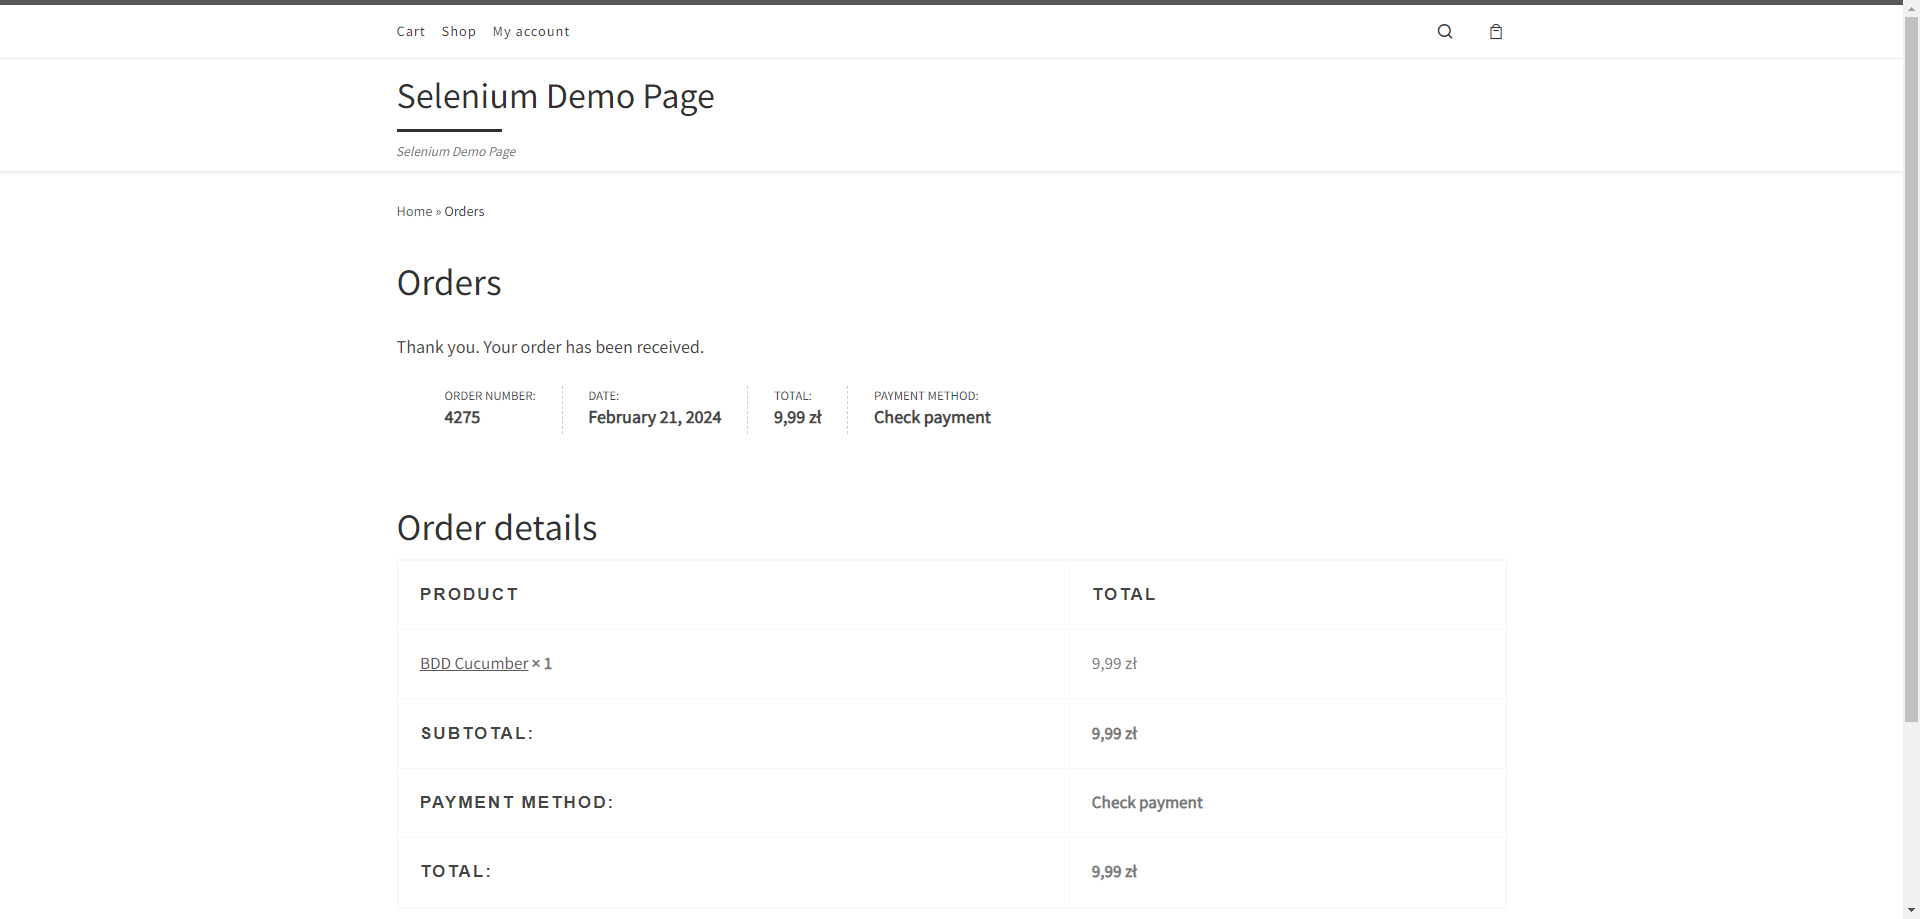 Cart Shop My account
Selenium Demo Page
Selenium Demo Page
Home » Orders
Orders
Thank you. Your order has been received.
ORDER NUMBER: DATE: TOTAL: PAYMENT METHOD:
4275 February 21, 2024 9,99 zł Check payment
Order details
PRODUCT TOTAL
BDD Cucumber × 1 9,99 zł
SUBTOTAL: 9,99 zł
PAYMENT METHOD: Check payment
TOTAL: 9,99 zł